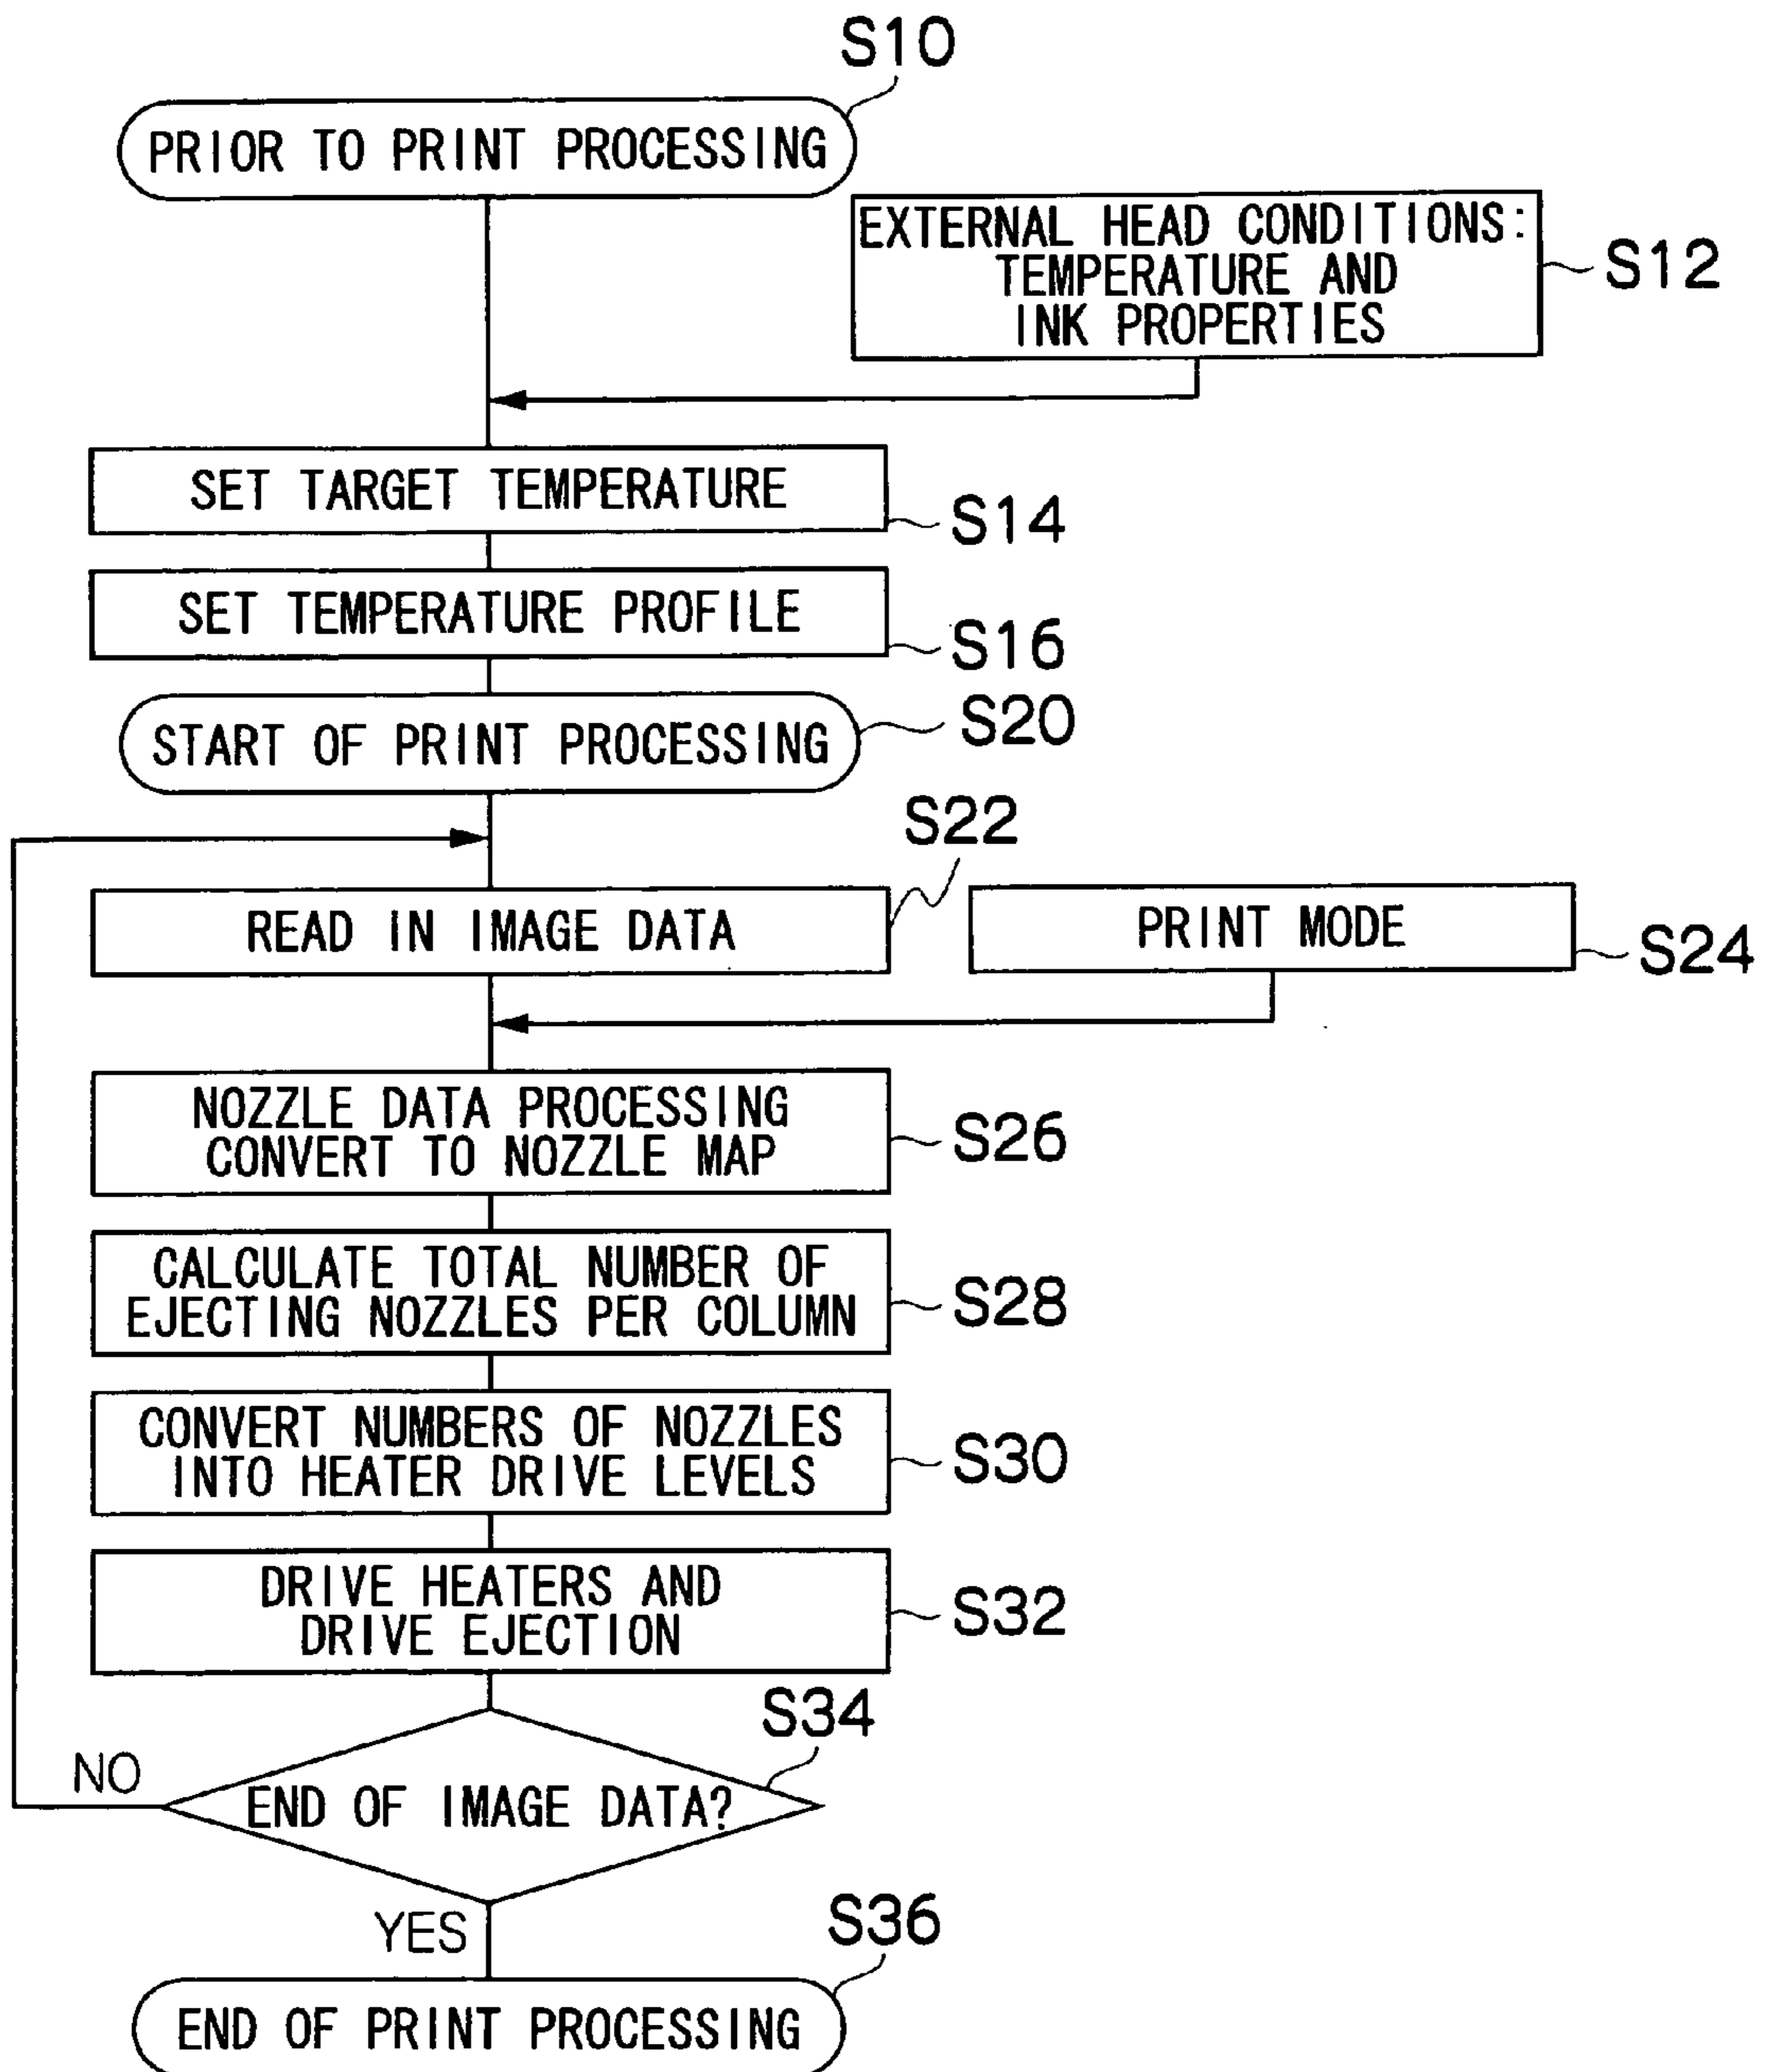 S10
PRIOR TO PRINT PROCESSING
EXTERNAL HEAD CONDITIONS:
TEMPERATURE AND
INK PROPERTIES
S12
SET TARGET TEMPERATURE
S14
SET TEMPERATURE PROFILE
S16
START OF PRINT PROCESSING
S20
S22
READ IN IMAGE DATA
PRINT MODE
S24
NOZZLE DATA PROCESSING
CONVERT TO NOZZLE MAP
S26
CALCULATE TOTAL NUMBER OF
EJECTING NOZZLES PER COLUMN
S28
CONVERT NUMBERS OF NOZZLES
INTO HEATER DRIVE LEVELS
S30
DRIVE HEATERS AND
DRIVE EJECTION
S32
S34
NO
END OF IMAGE DATA?
YES
S36
END OF PRINT PROCESSING